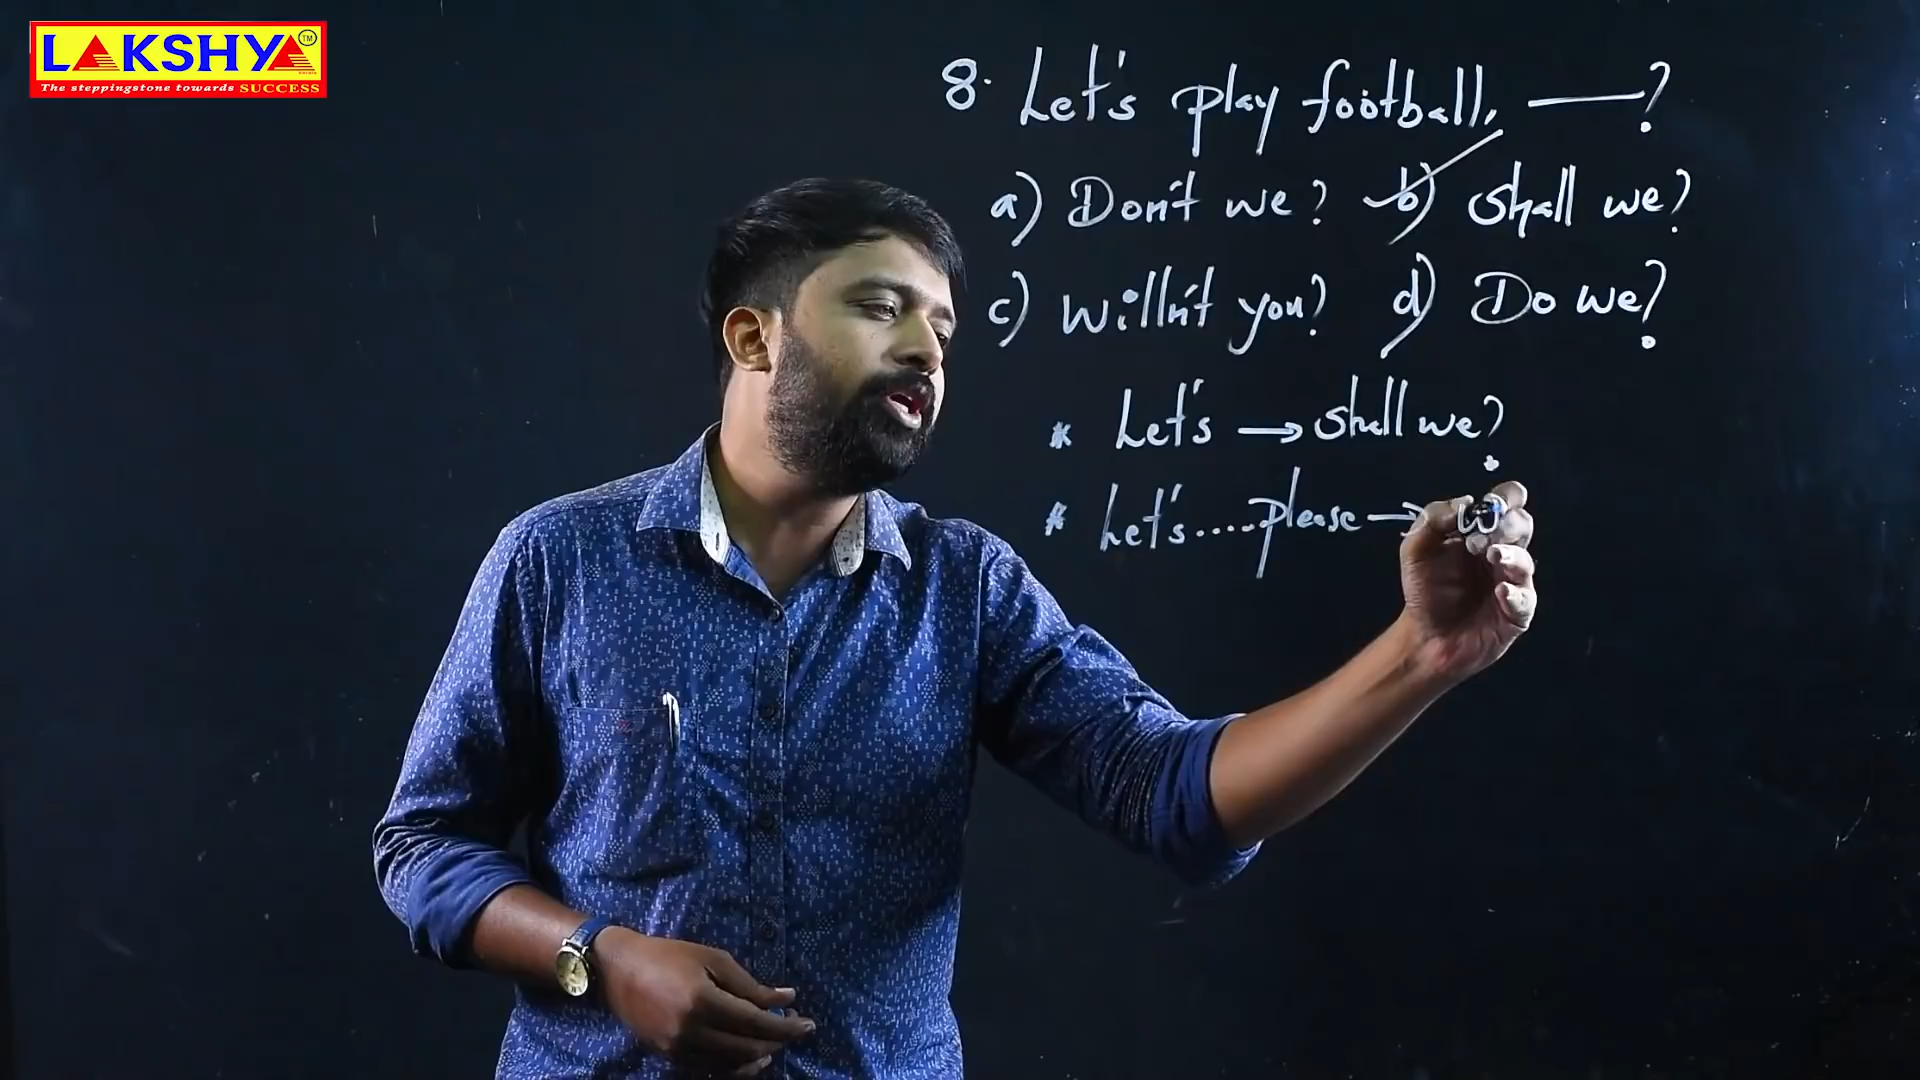 LAKSHYA TM
The steppingstone towards SUCCESS
8. Let's play football, —?
a) Don't we? b) Shall we?
c) Willn't you? d) Do we?
* Let's → Shall we?
* Let's....please → w